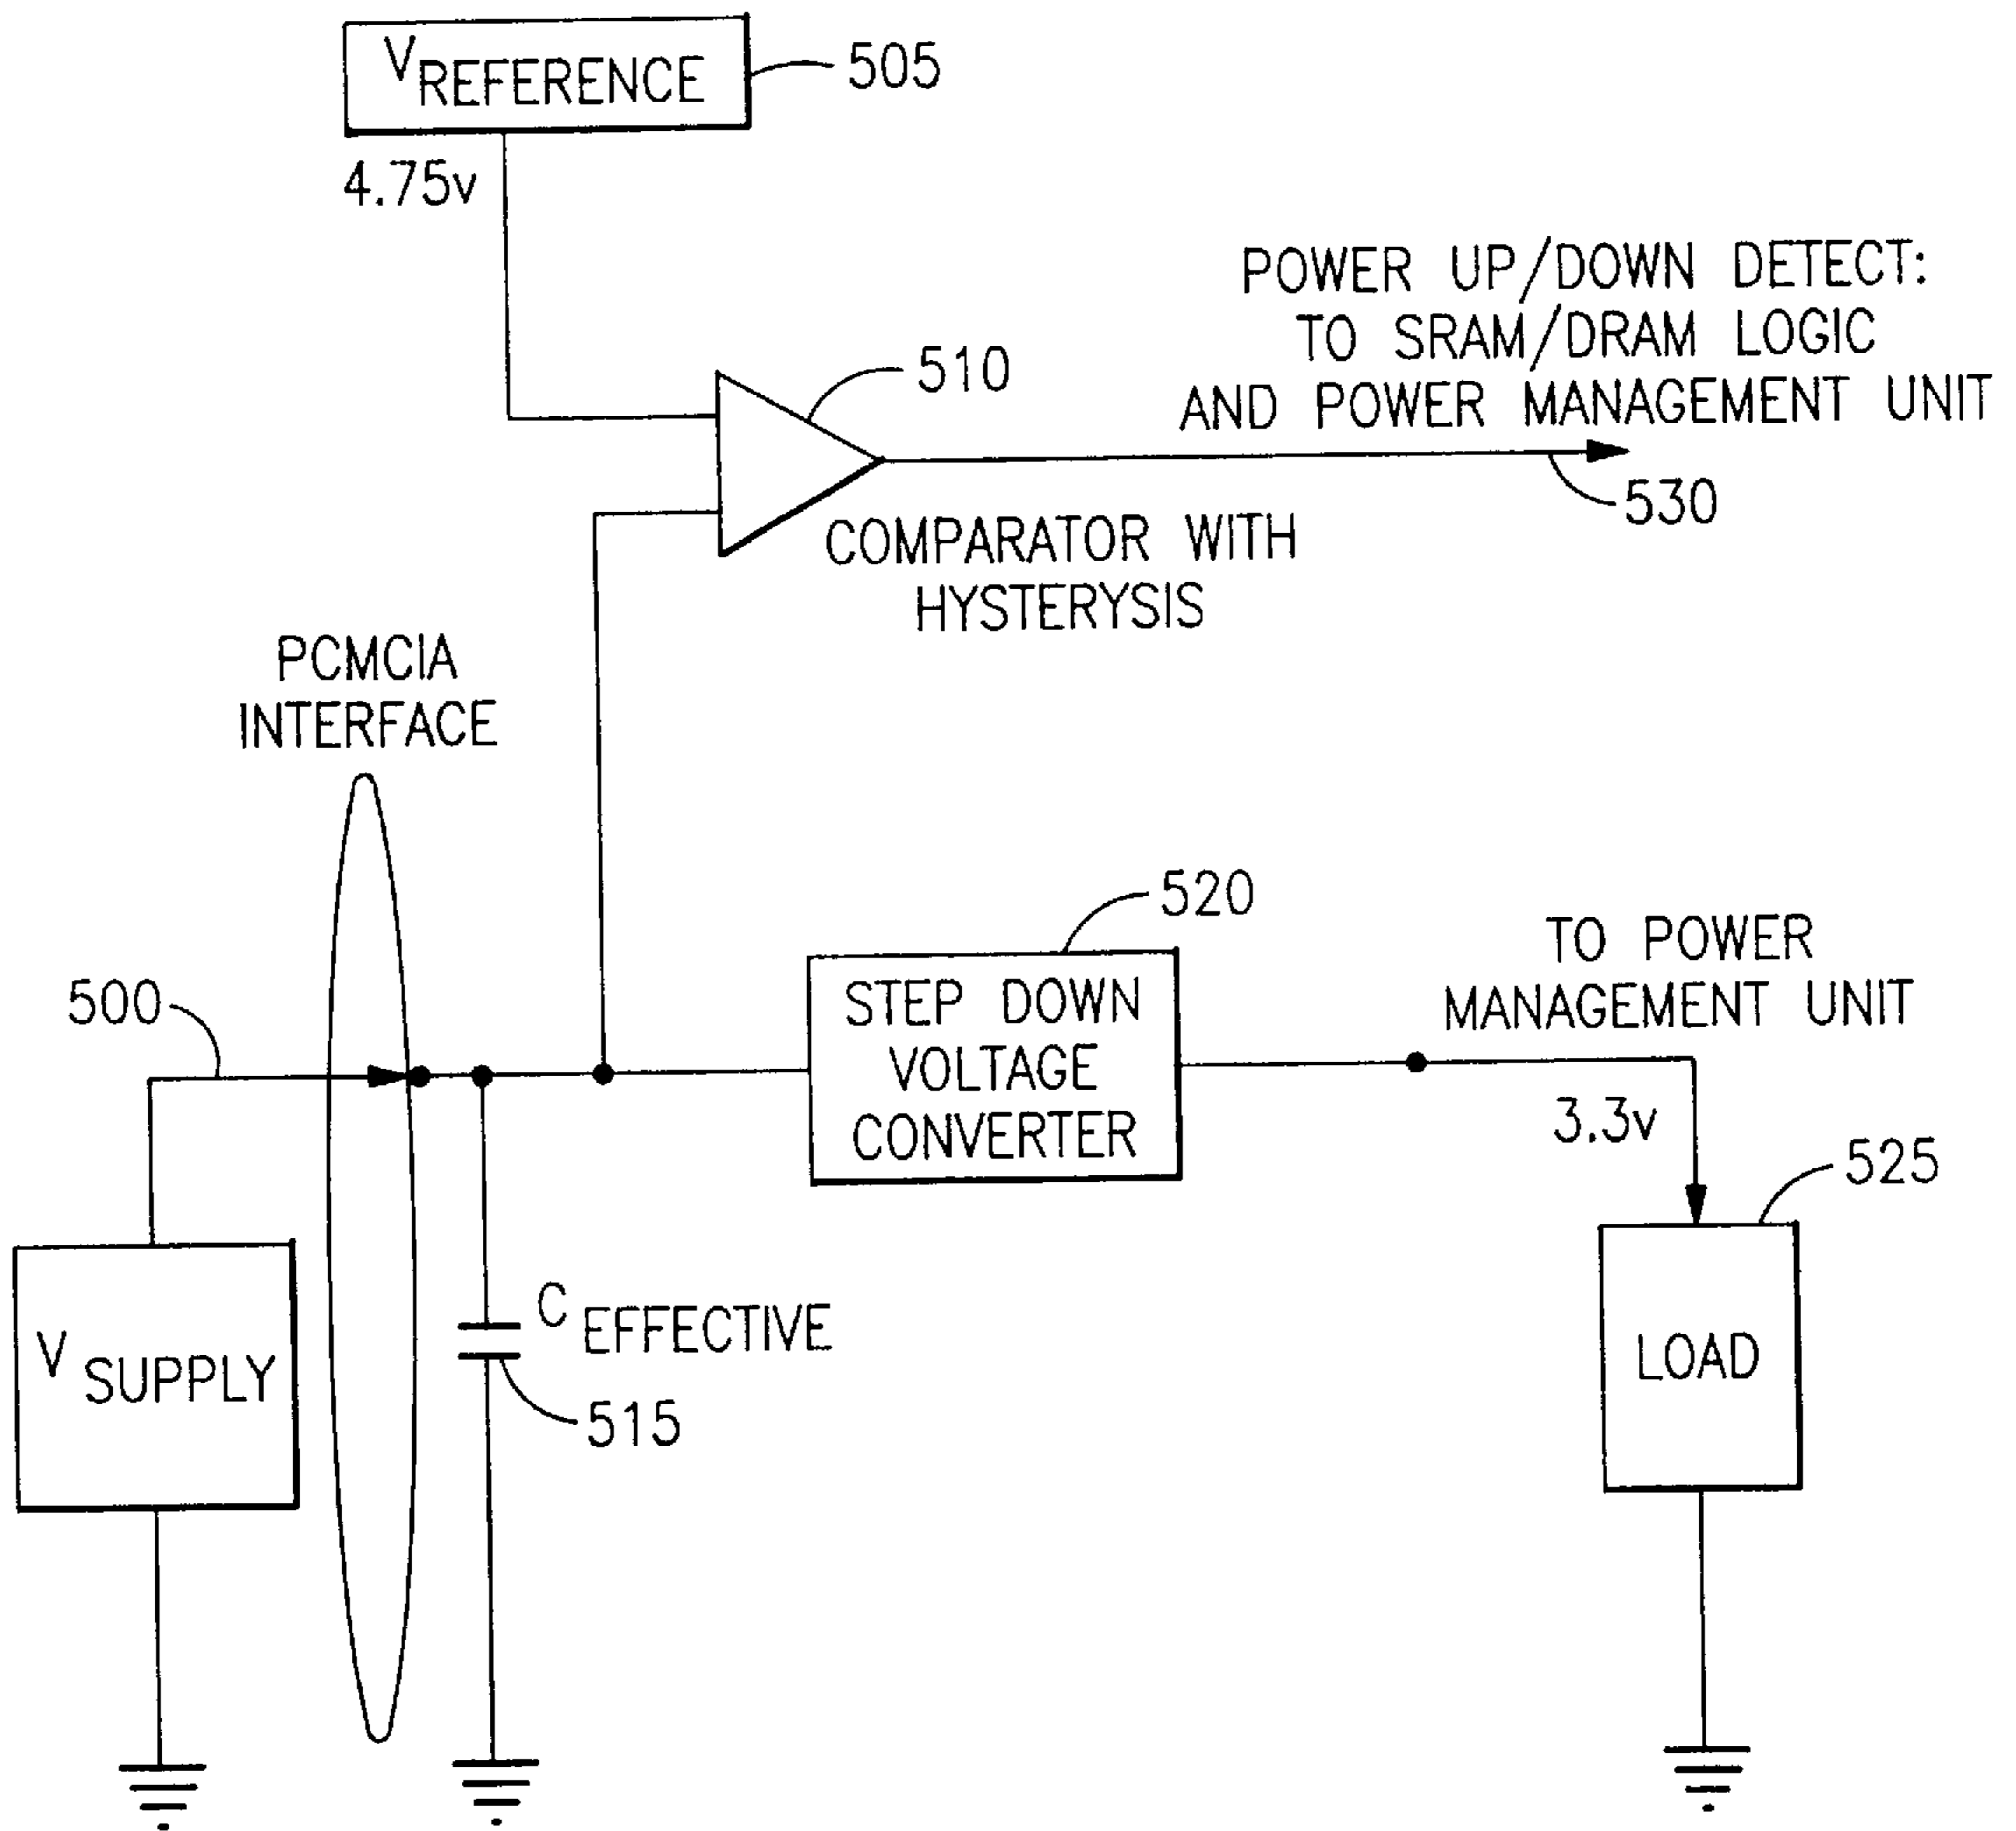 V REFERENCE
505
4.75v
POWER UP/DOWN DETECT:
TO SRAM/DRAM LOGIC
AND POWER MANAGEMENT UNIT
510
530
COMPARATOR WITH
HYSTERYSIS
PCMCIA
INTERFACE
520
TO POWER
MANAGEMENT UNIT
500
STEP DOWN
VOLTAGE
CONVERTER
3.3v
525
C EFFECTIVE
V SUPPLY
LOAD
515